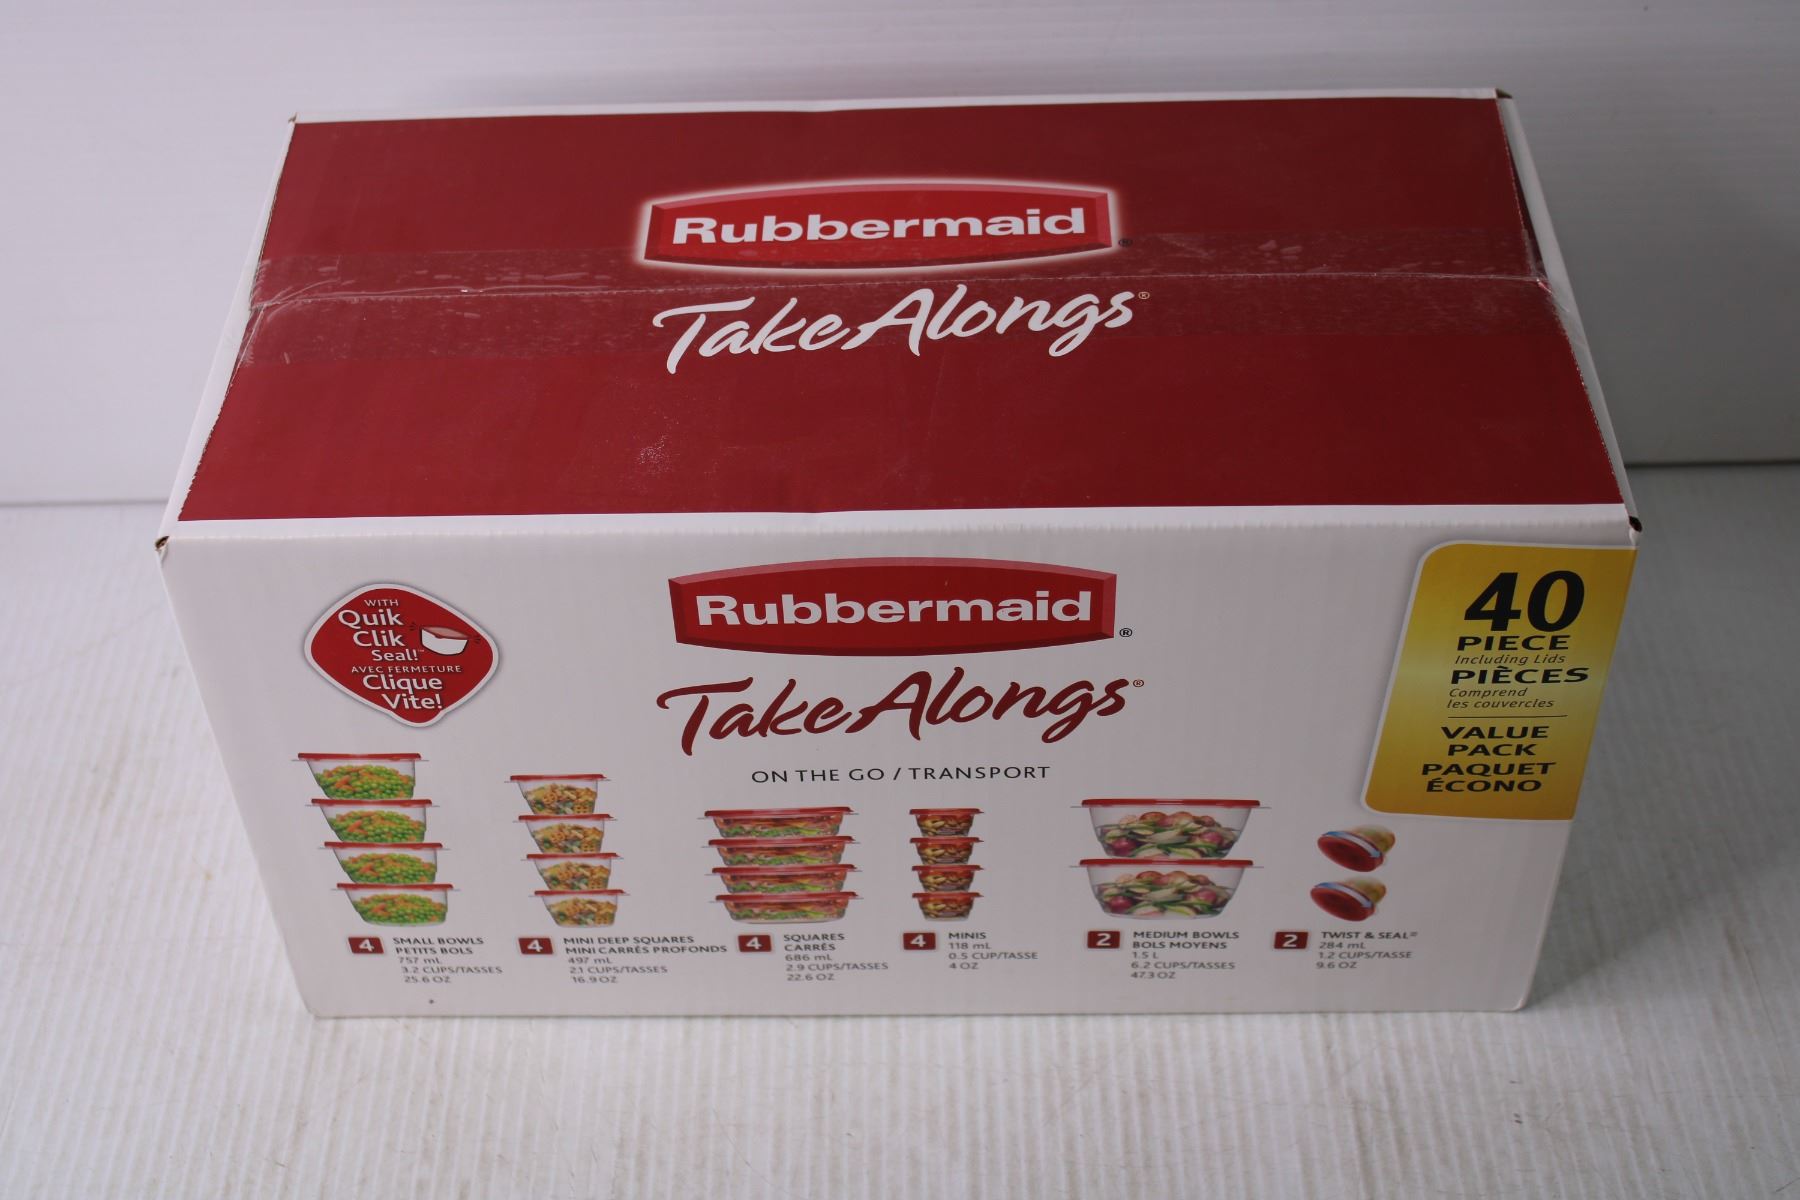 Rubbermaid®
TakeAlongs®
WITH
Quik
Clik
Seal!™
AVEC FERMETURE
Clique
Vite!
Rubbermaid®
TakeAlongs®
ON THE GO / TRANSPORT
40
PIECE
Including Lids
PIÈCES
Comprend
les couvercles
VALUE
PACK
PAQUET
ÉCONO
4 SMALL BOWLS
PETITS BOLS
757 mL
3.2 CUPS/TASSES
25.6 OZ
4 MINI DEEP SQUARES
MINI CARRÉS PROFONDS
497 mL
2.1 CUPS/TASSES
16.9 OZ
4 SQUARES
CARRÉS
686 mL
2.9 CUPS/TASSES
22.6 OZ
4 MINIS
118 mL
0.5 CUP/TASSE
4 OZ
2 MEDIUM BOWLS
BOLS MOYENS
1.5 L
6.2 CUPS/TASSES
47.3 OZ
2 TWIST & SEAL®
284 mL
1.2 CUPS/TASSE
9.6 OZ